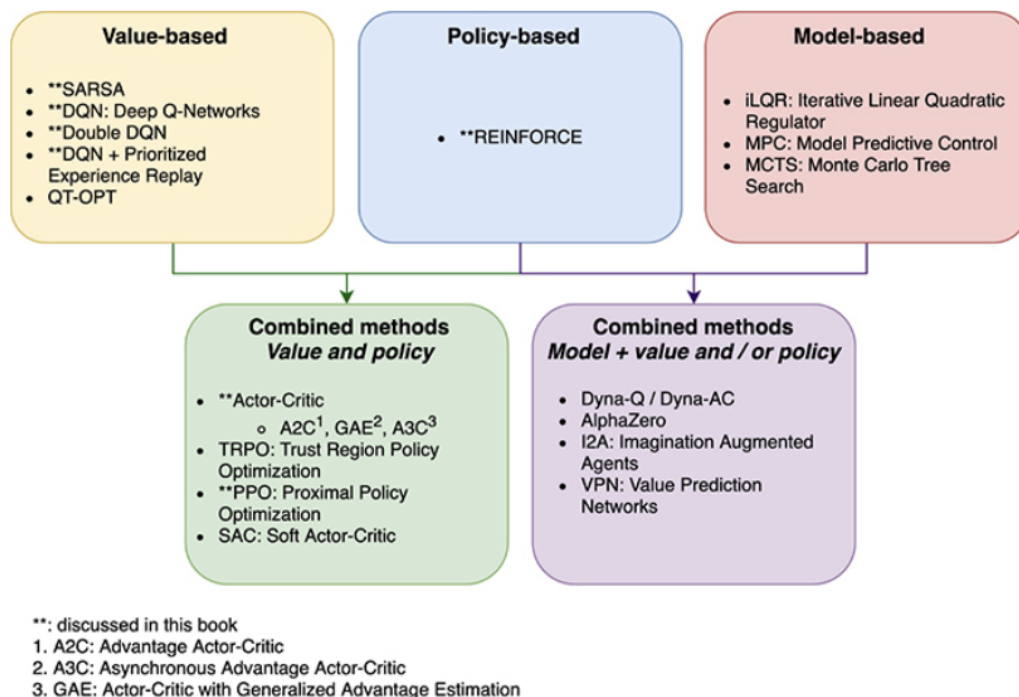 Value-based
**SARSA
**DQN: Deep Q-Networks
**Double DQN
**DQN + Prioritized
Experience Replay
QT-OPT
Policy-based
**REINFORCE
Model-based
iLQR: Iterative Linear Quadratic
Regulator
MPC: Model Predictive Control
MCTS: Monte Carlo Tree
Search
Combined methods
Value and policy
**Actor-Critic
A2C¹, GAE², A3C³
TRPO: Trust Region Policy
Optimization
**PPO: Proximal Policy
Optimization
SAC: Soft Actor-Critic
Combined methods
Model + value and / or policy
Dyna-Q / Dyna-AC
AlphaZero
I2A: Imagination Augmented
Agents
VPN: Value Prediction
Networks
**: discussed in this book
1. A2C: Advantage Actor-Critic
2. A3C: Asynchronous Advantage Actor-Critic
3. GAE: Actor-Critic with Generalized Advantage Estimation